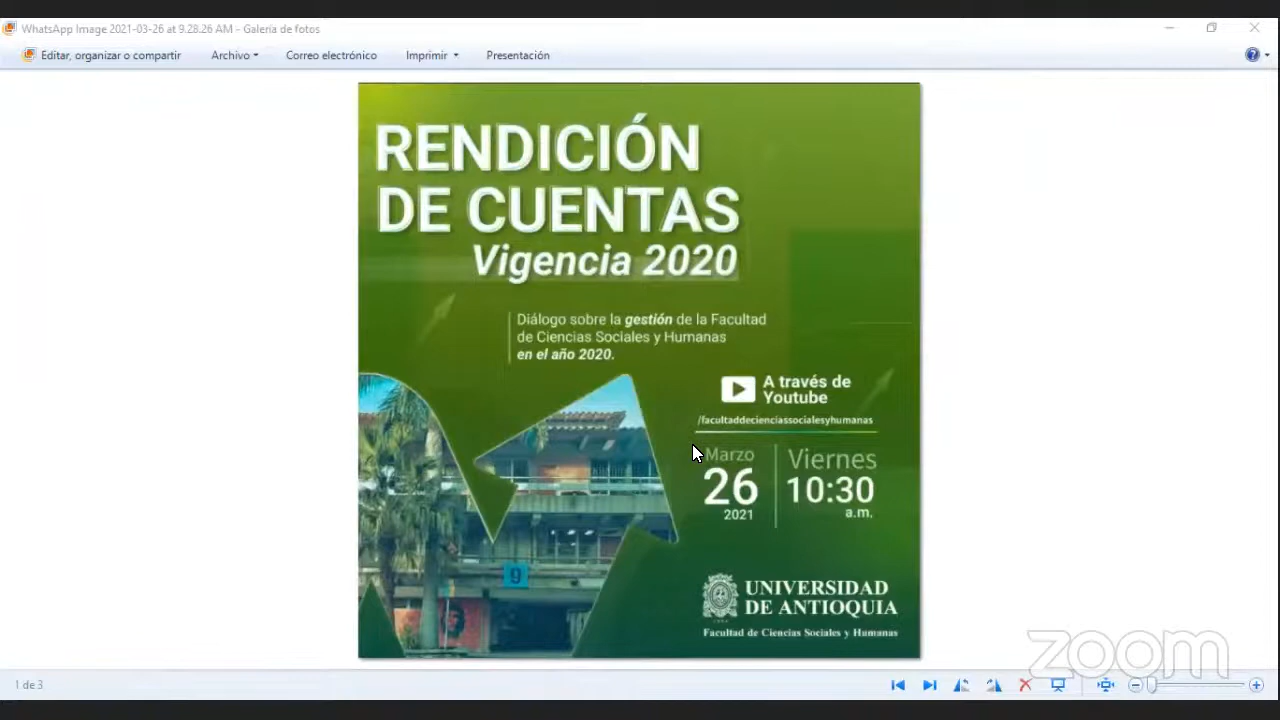 WhatsApp Image 2021-03-26 at 9.28.26 AM - Galería de fotos
Editar, organizar o compartir Archivo Correo electrónico Imprimir Presentación
RENDICIÓN
DE CUENTAS
Vigencia 2020
Diálogo sobre la gestión de la Facultad
de Ciencias Sociales y Humanas
en el año 2020.
A través de
Youtube
/facultaddecienciassocialesyhumanas
Marzo
26
2021
Viernes
10:30
a.m.
9
UNIVERSIDAD
DE ANTIOQUIA
Facultad de Ciencias Sociales y Humanas
zoom
1 de 3